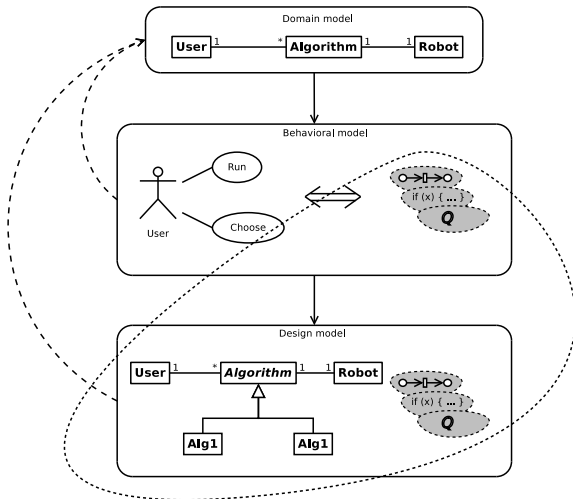 Domain model
User 1 * Algorithm 1 1 Robot
Behavioral model
Run
if (x) { ... }
Q
Choose
User
Design model
User 1 * Algorithm 1 1 Robot
if (x) { ... }
Q
Alg1 Alg1